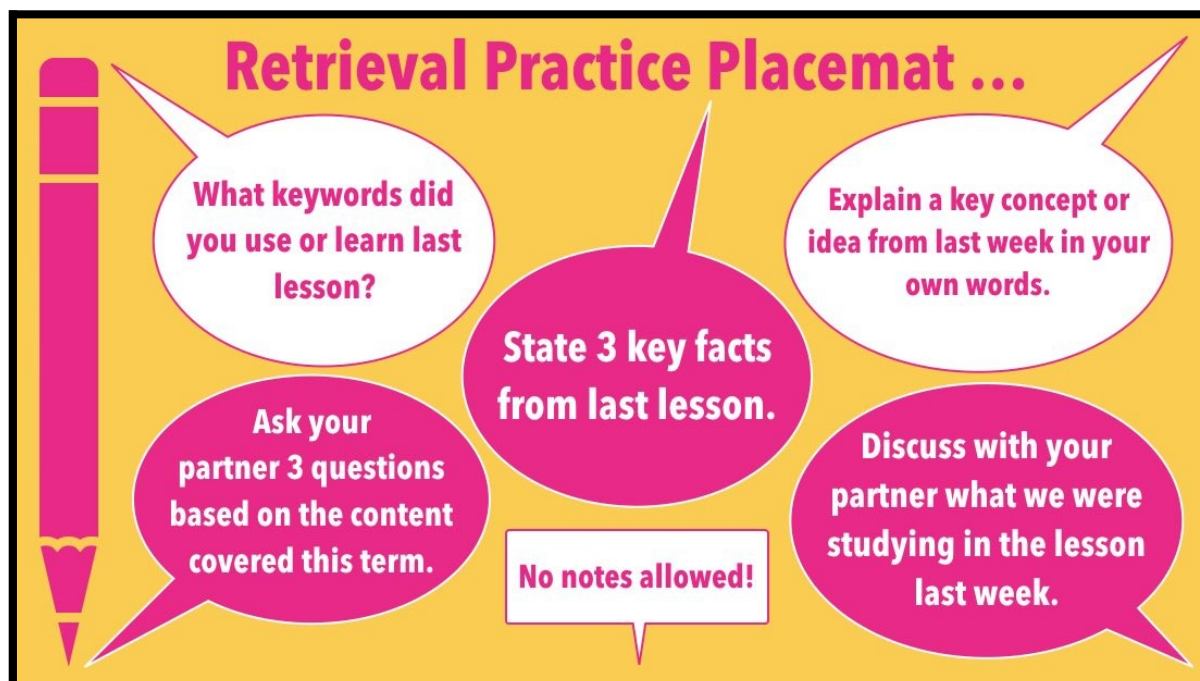 Retrieval Practice Placemat ...
What keywords did
you use or learn last
lesson?
State 3 key facts
from last lesson.
Explain a key concept or
idea from last week in your
own words.
Ask your
partner 3 questions
based on the content
covered this term.
No notes allowed!
Discuss with your
partner what we were
studying in the lesson
last week.